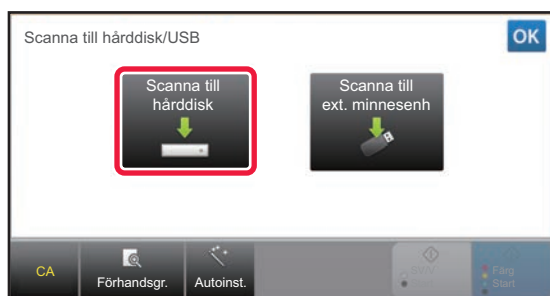 Scanna till hårddisk/USB
OK
Scanna till
hårddisk
Scanna till
ext. minnesenh
CA
Förhandsgr.
Autoinst.
Färg
Start